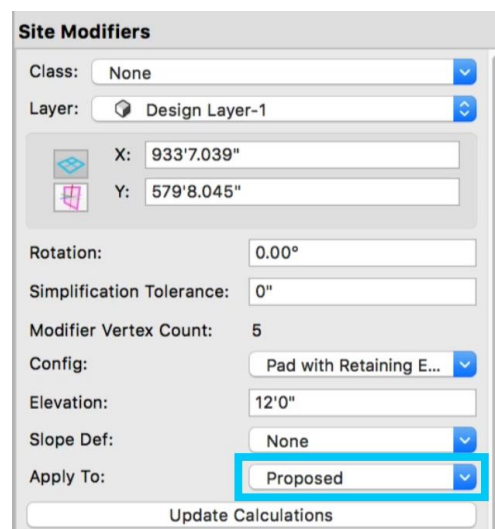 Site Modifiers
Class: None
Layer: Design Layer-1
X: 933'7.039"
Y: 579'8.045"
Rotation: 0.00°
Simplification Tolerance: 0"
Modifier Vertex Count: 5
Config: Pad with Retaining E...
Elevation: 12'0"
Slope Def: None
Apply To: Proposed
Update Calculations